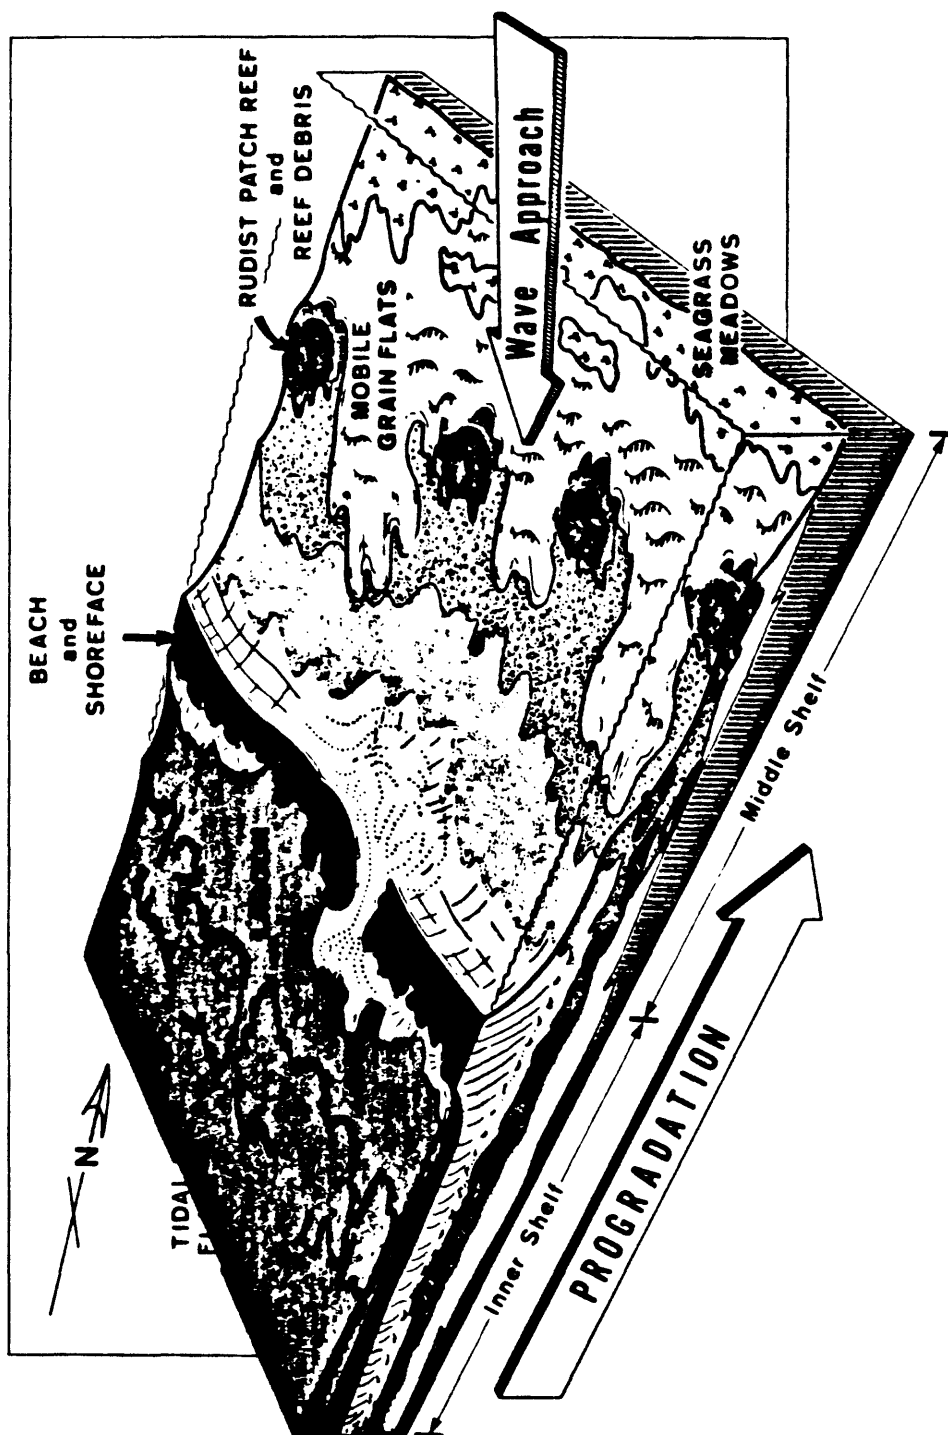 RUDIST PATCH REEF
and
REEF DEBRIS
Wave Approach
MOBILE
GRAIN FLATS
SEAGRASS
MEADOWS
BEACH
and
SHOREFACE
N
TIDAL
Middle Shelf
Inner Shelf
PROGRADATION